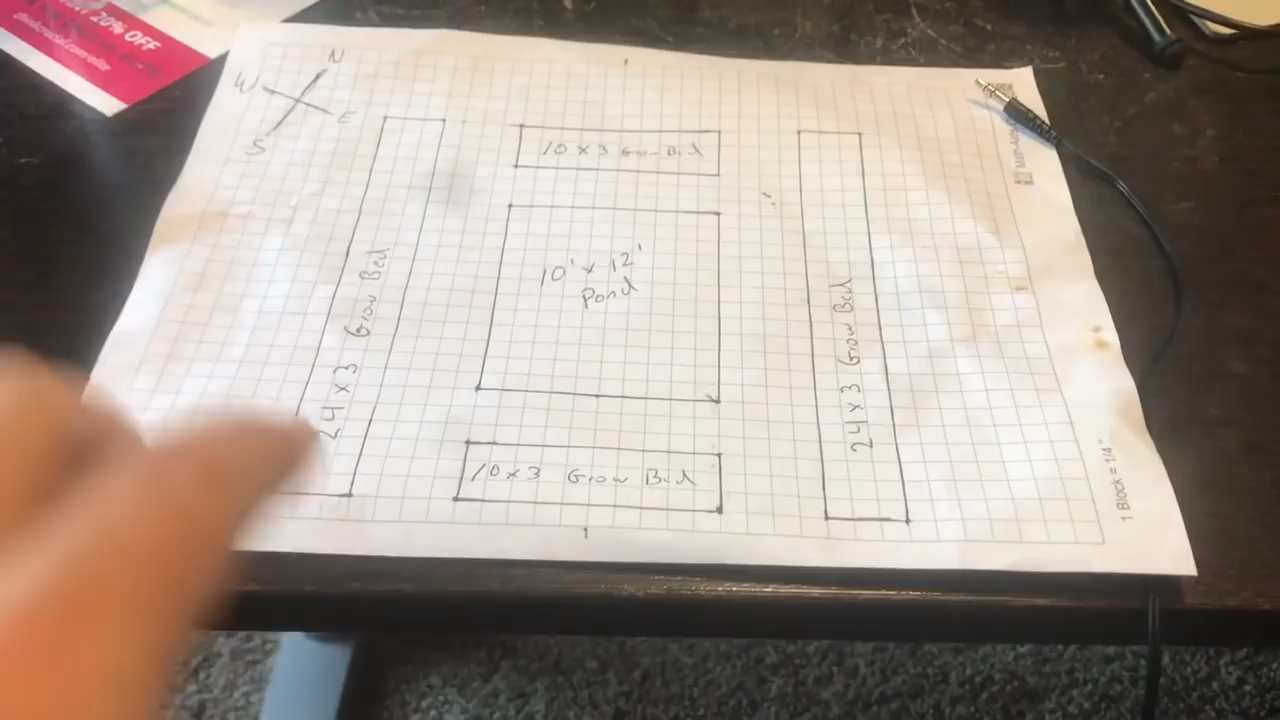 20% OFF
N
W
E
S
10 x 3 Grow Bed
10' x 12'
Pond
24 x 3 Grow Bed
24 x 3 Grow Bed
10 x 3 Grow Bed
1 Block = 1/4"